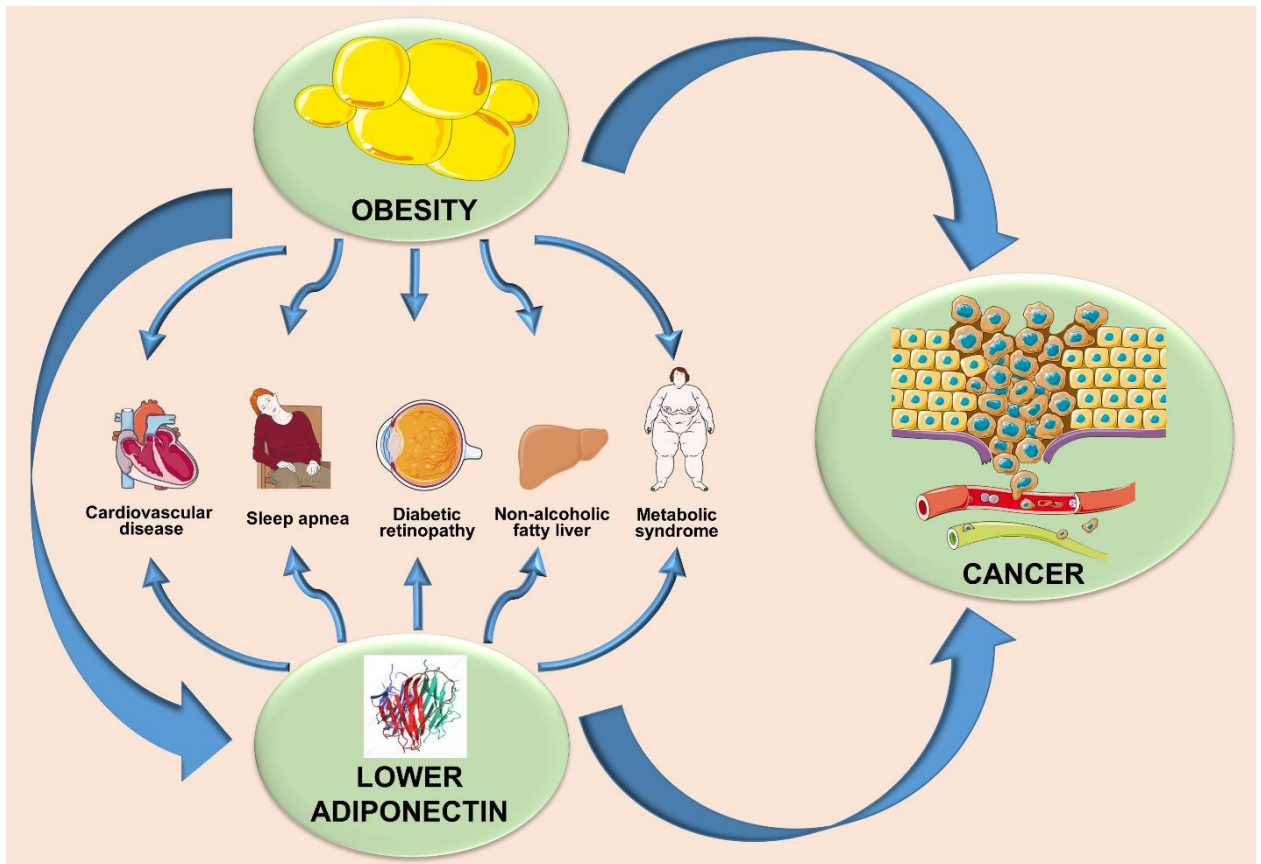 OBESITY
Cardiovascular
disease
Sleep apnea
Diabetic
retinopathy
Non-alcoholic
fatty liver
Metabolic
syndrome
CANCER
LOWER
ADIPONECTIN